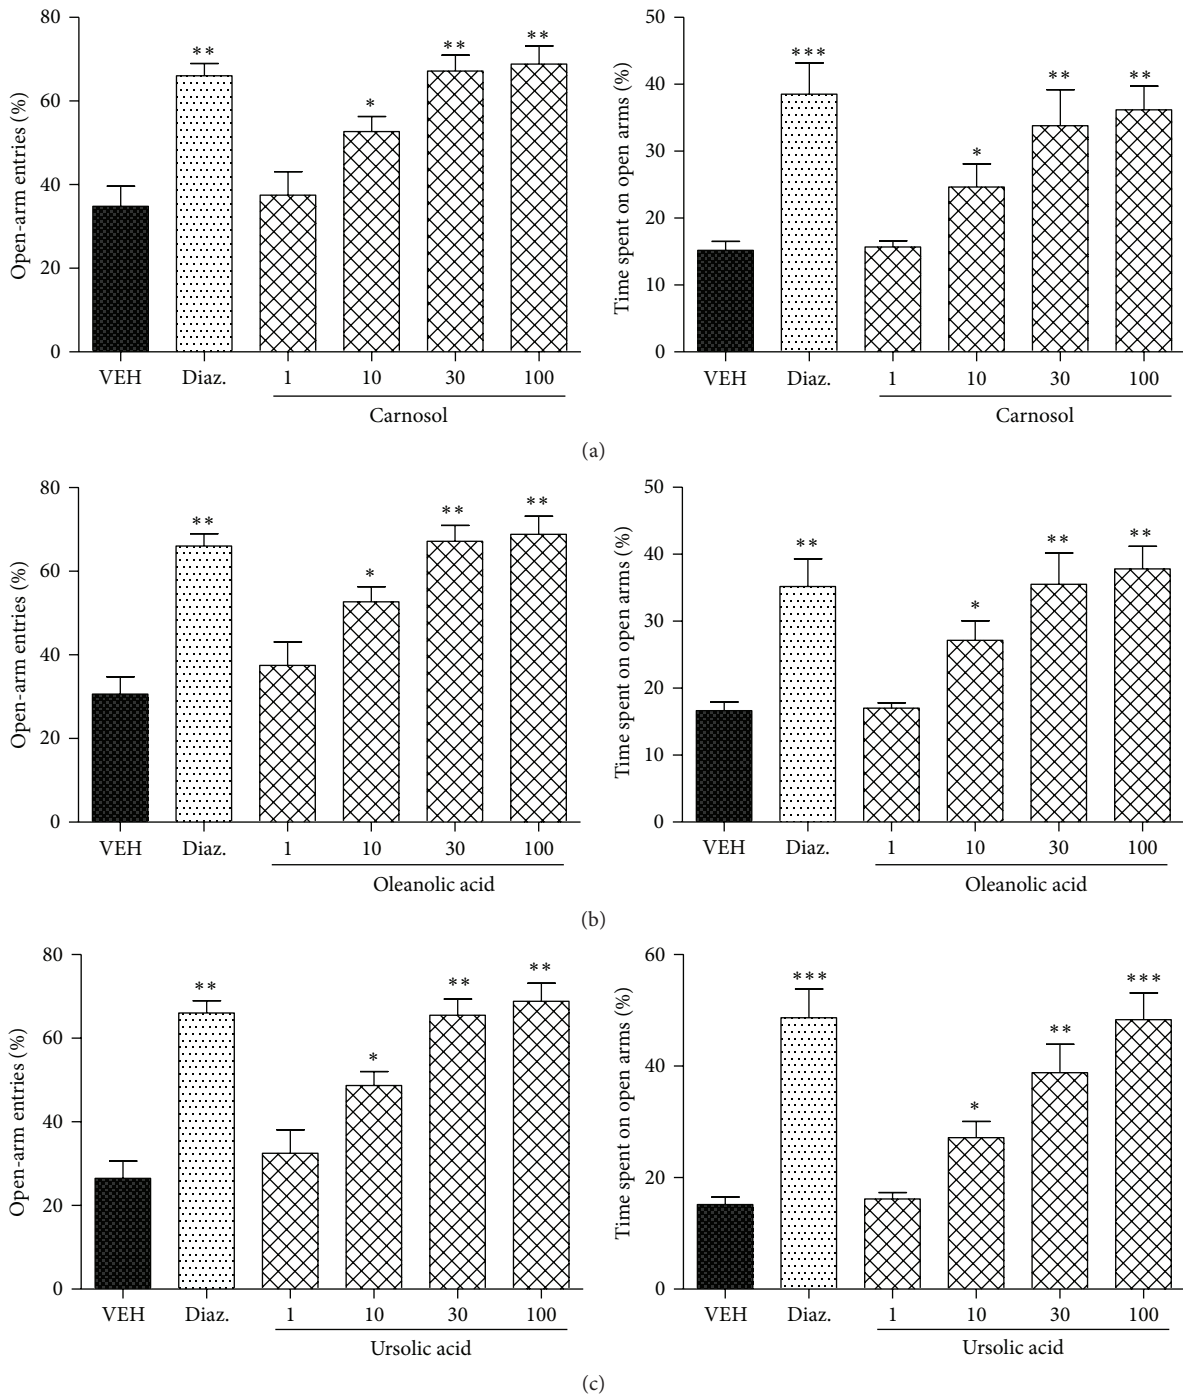 80
60
40
20
0
Open-arm entries (%)
** * ** **
VEH Diaz. 1 10 30 100
Carnosol
50
40
30
20
10
0
Time spent on open arms (%)
*** * ** **
VEH Diaz. 1 10 30 100
Carnosol
(a)
80
60
40
20
0
Open-arm entries (%)
** * ** **
VEH Diaz. 1 10 30 100
Oleanolic acid
50
40
30
20
10
0
Time spent on open arms (%)
** * ** **
VEH Diaz. 1 10 30 100
Oleanolic acid
(b)
80
60
40
20
0
Open-arm entries (%)
** * ** **
VEH Diaz. 1 10 30 100
Ursolic acid
60
40
20
0
Time spent on open arms (%)
*** * ** ***
VEH Diaz. 1 10 30 100
Ursolic acid
(c)